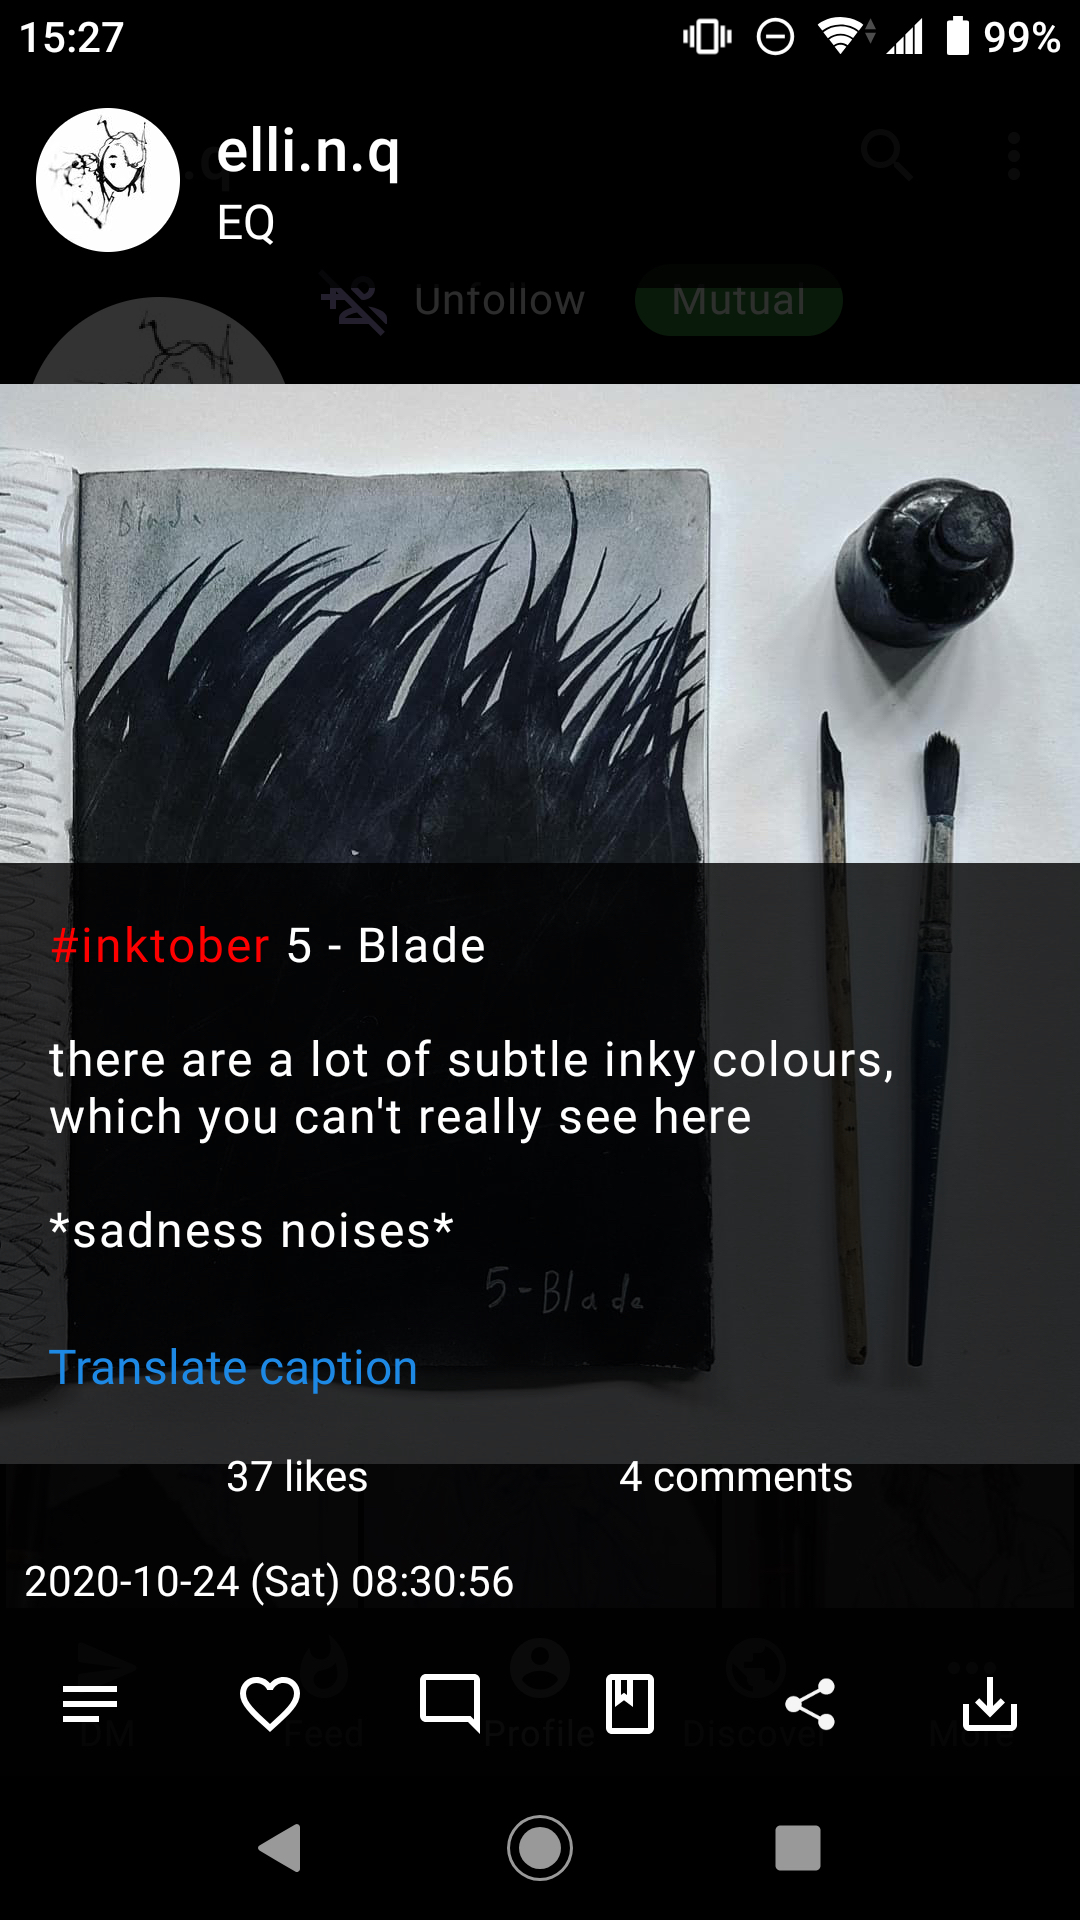 15:27
99%
elli.n.q
EQ
Unfollow
Mutual
Blade
#inktober 5 - Blade
there are a lot of subtle inky colours,
which you can't really see here
*sadness noises*
5-Blade
Translate caption
37 likes
4 comments
2020-10-24 (Sat) 08:30:56
DM
Feed
Profile
Discover
More